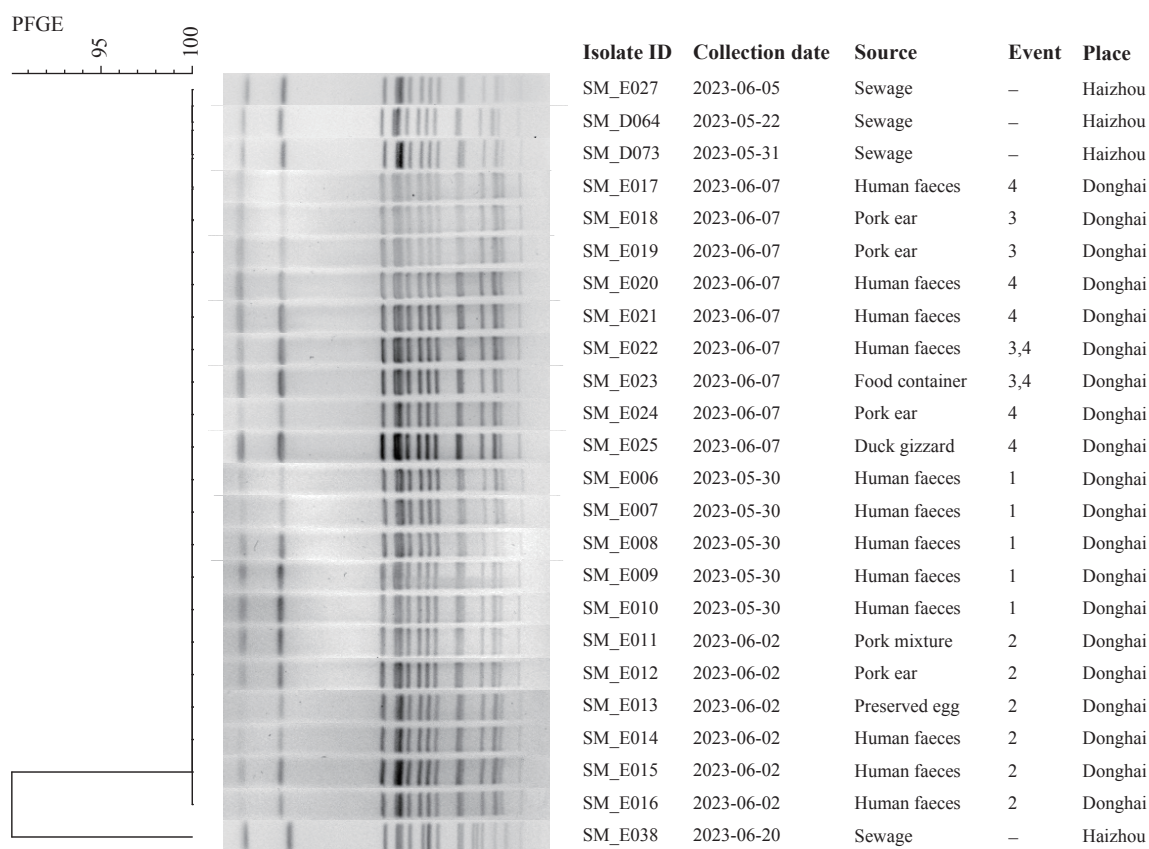 PFGE
95
100
Isolate ID Collection date Source Event Place
SM_E027 2023-06-05 Sewage – Haizhou
SM_D064 2023-05-22 Sewage – Haizhou
SM_D073 2023-05-31 Sewage – Haizhou
SM_E017 2023-06-07 Human faeces 4 Donghai
SM_E018 2023-06-07 Pork ear 3 Donghai
SM_E019 2023-06-07 Pork ear 3 Donghai
SM_E020 2023-06-07 Human faeces 4 Donghai
SM_E021 2023-06-07 Human faeces 4 Donghai
SM_E022 2023-06-07 Human faeces 3,4 Donghai
SM_E023 2023-06-07 Food container 3,4 Donghai
SM_E024 2023-06-07 Pork ear 4 Donghai
SM_E025 2023-06-07 Duck gizzard 4 Donghai
SM_E006 2023-05-30 Human faeces 1 Donghai
SM_E007 2023-05-30 Human faeces 1 Donghai
SM_E008 2023-05-30 Human faeces 1 Donghai
SM_E009 2023-05-30 Human faeces 1 Donghai
SM_E010 2023-05-30 Human faeces 1 Donghai
SM_E011 2023-06-02 Pork mixture 2 Donghai
SM_E012 2023-06-02 Pork ear 2 Donghai
SM_E013 2023-06-02 Preserved egg 2 Donghai
SM_E014 2023-06-02 Human faeces 2 Donghai
SM_E015 2023-06-02 Human faeces 2 Donghai
SM_E016 2023-06-02 Human faeces 2 Donghai
SM_E038 2023-06-20 Sewage – Haizhou